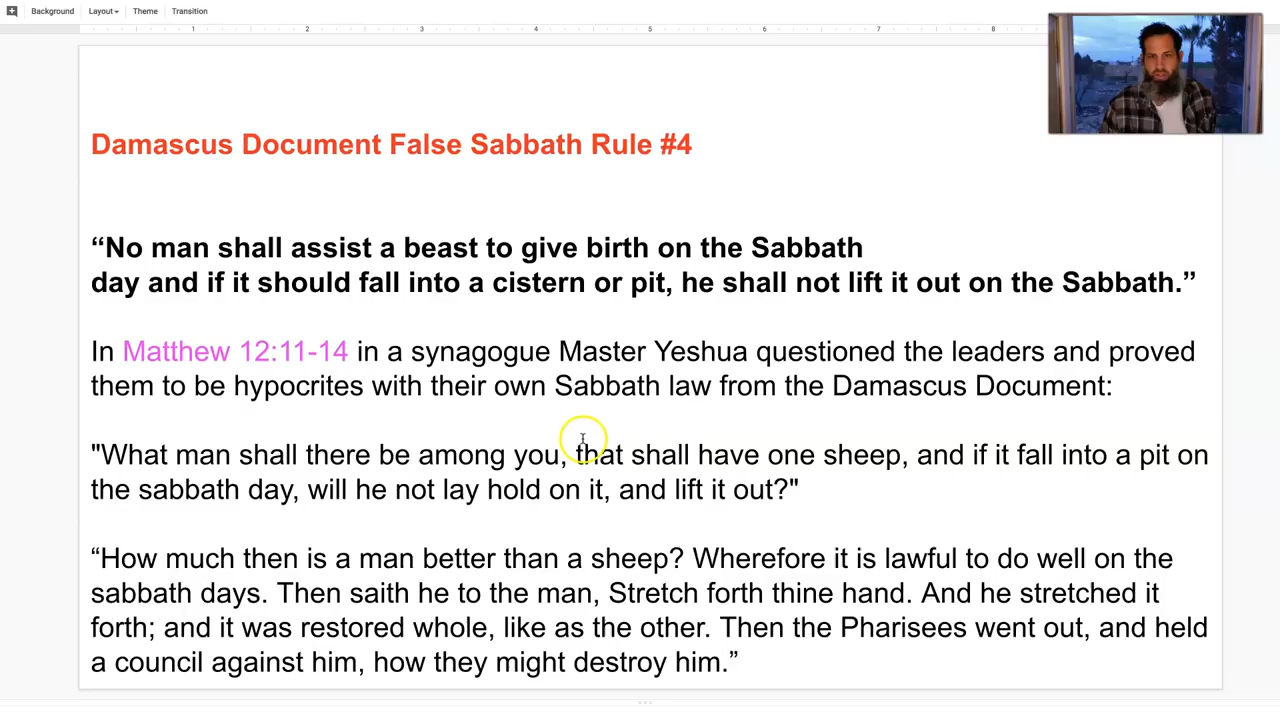 Background Layout Theme Transition
1 2 3 4 5 6 7 8
Damascus Document False Sabbath Rule #4
“No man shall assist a beast to give birth on the Sabbath
day and if it should fall into a cistern or pit, he shall not lift it out on the Sabbath.”
In Matthew 12:11-14 in a synagogue Master Yeshua questioned the leaders and proved
them to be hypocrites with their own Sabbath law from the Damascus Document:
"What man shall there be among you, that shall have one sheep, and if it fall into a pit on
the sabbath day, will he not lay hold on it, and lift it out?"
“How much then is a man better than a sheep? Wherefore it is lawful to do well on the
sabbath days. Then saith he to the man, Stretch forth thine hand. And he stretched it
forth; and it was restored whole, like as the other. Then the Pharisees went out, and held
a council against him, how they might destroy him.”